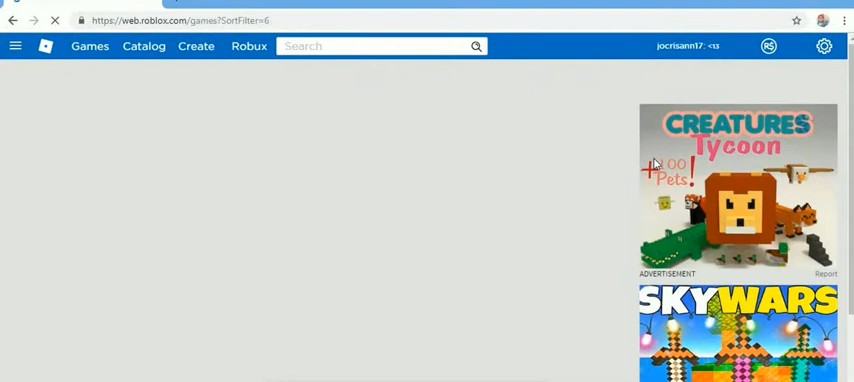 https://web.roblox.com/games?SortFilter=6
Games Catalog Create Robux Search jocrisann17: <13 R$
CREATURES
Tycoon
+100
Pets!
ADVERTISEMENT Report
SKYWARS